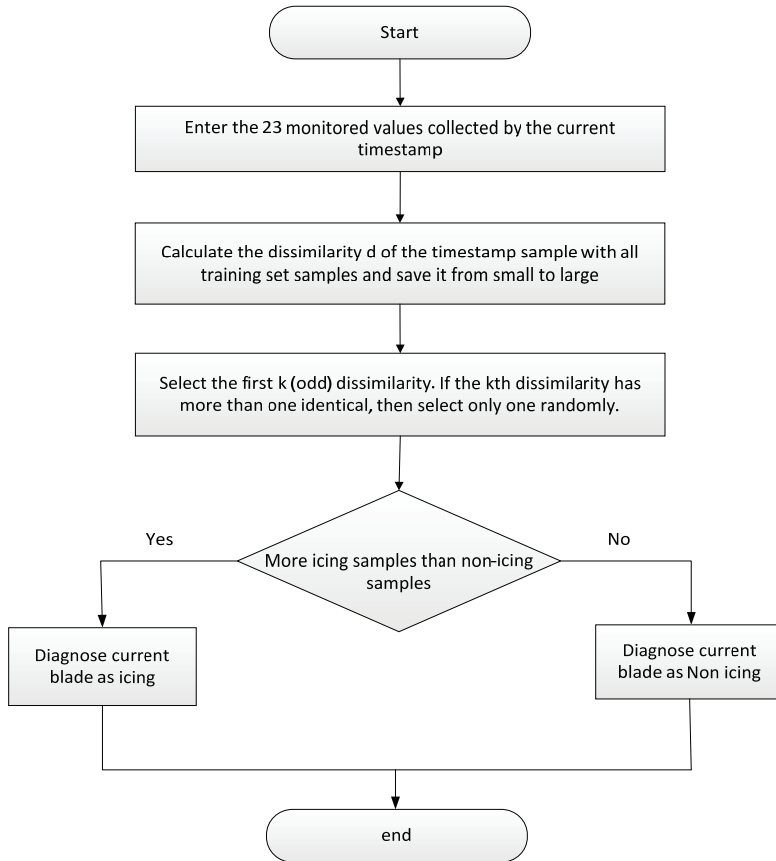 Start
Enter the 23 monitored values collected by the current
timestamp
Calculate the dissimilarity d of the timestamp sample with all
training set samples and save it from small to large
Select the first k (odd) dissimilarity. If the kth dissimilarity has
more than one identical, then select only one randomly.
More icing samples than non-icing
samples
Yes
No
Diagnose current
blade as icing
Diagnose current
blade as Non icing
end